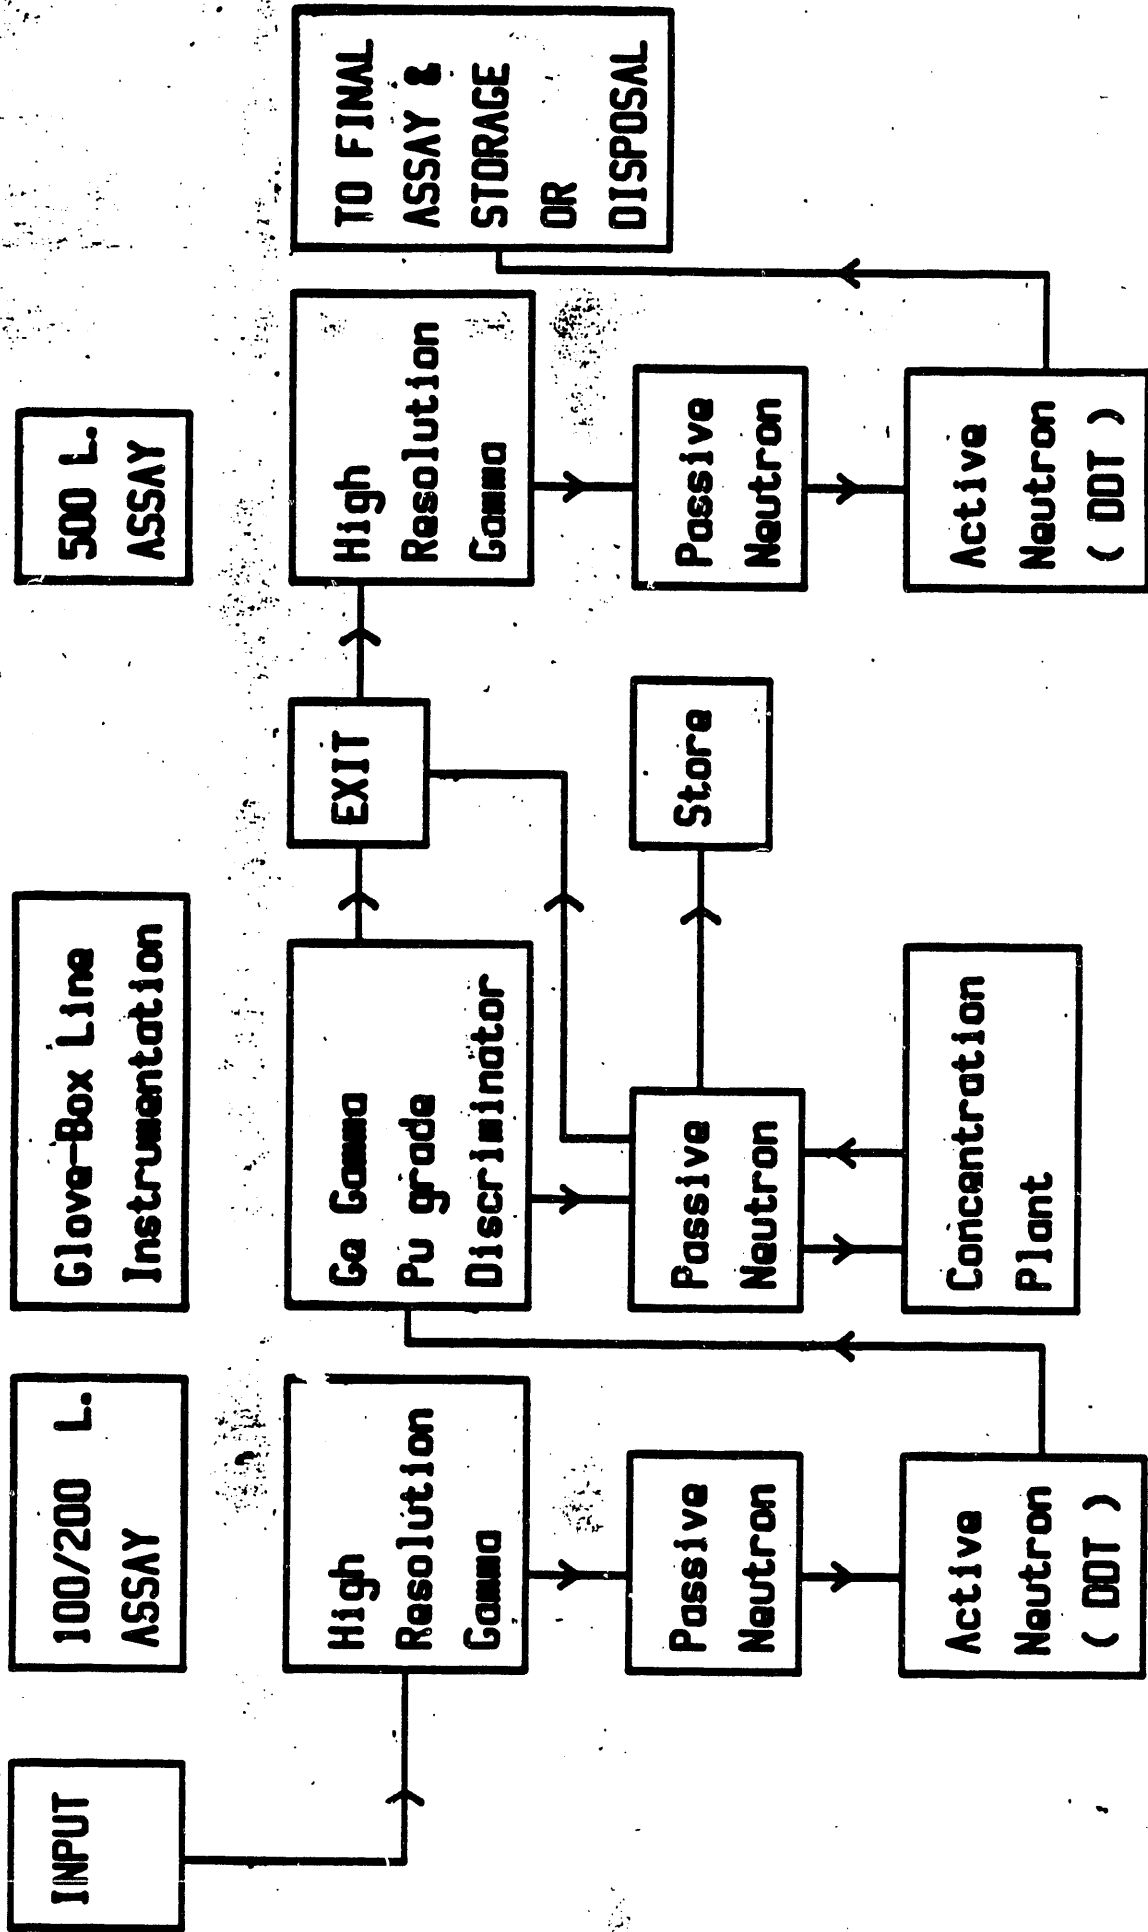 INPUT
100/200 L.
ASSAY
Glove-Box Line
Instrumentation
500 L.
ASSAY
High
Resolution
Gamma
Ge Gamma
Pu grade
Discriminator
EXIT
High
Resolution
Gamma
TO FINAL
ASSAY &
STORAGE
OR
DISPOSAL
Passive
Neutron
Passive
Neutron
Store
Passive
Neutron
Active
Neutron
( DDT )
Concentration
Plant
Active
Neutron
( DDT )